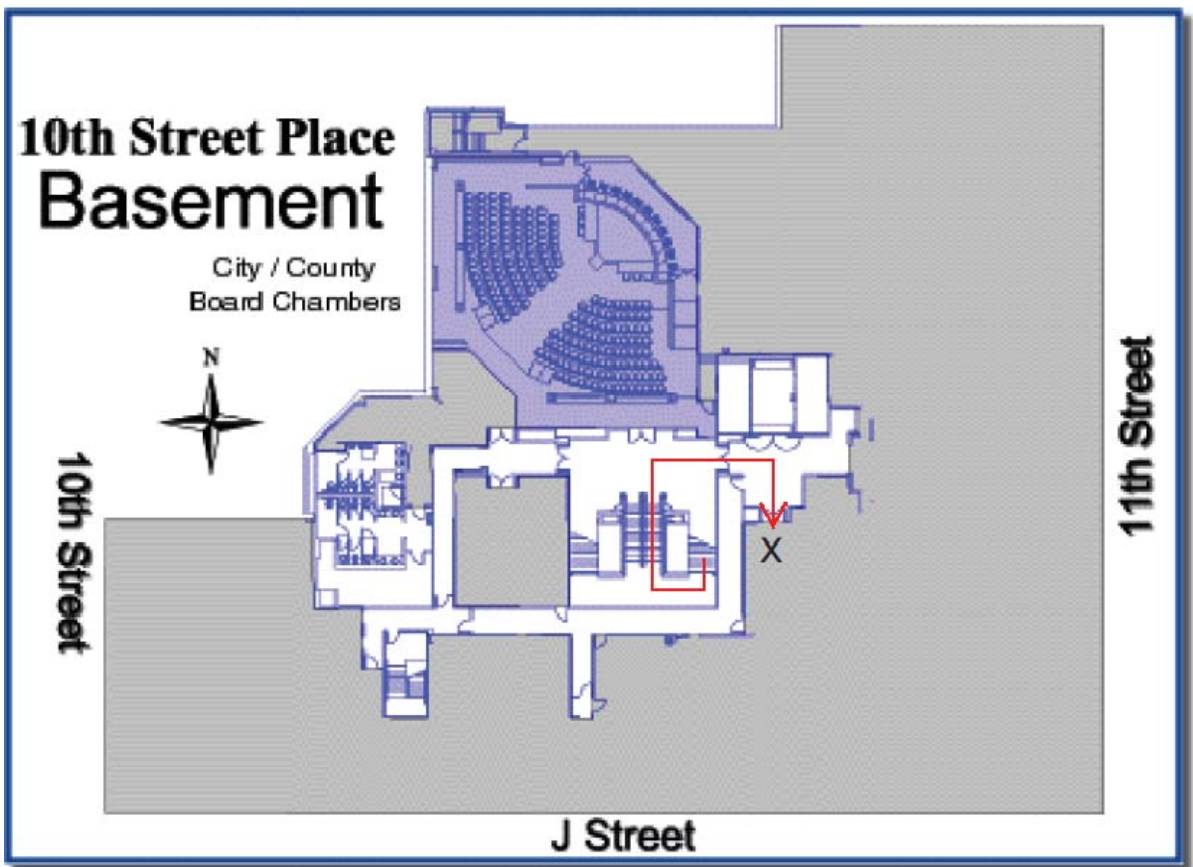 10th Street Place
Basement
City / County
Board Chambers
N
10th Street
11th Street
X
J Street